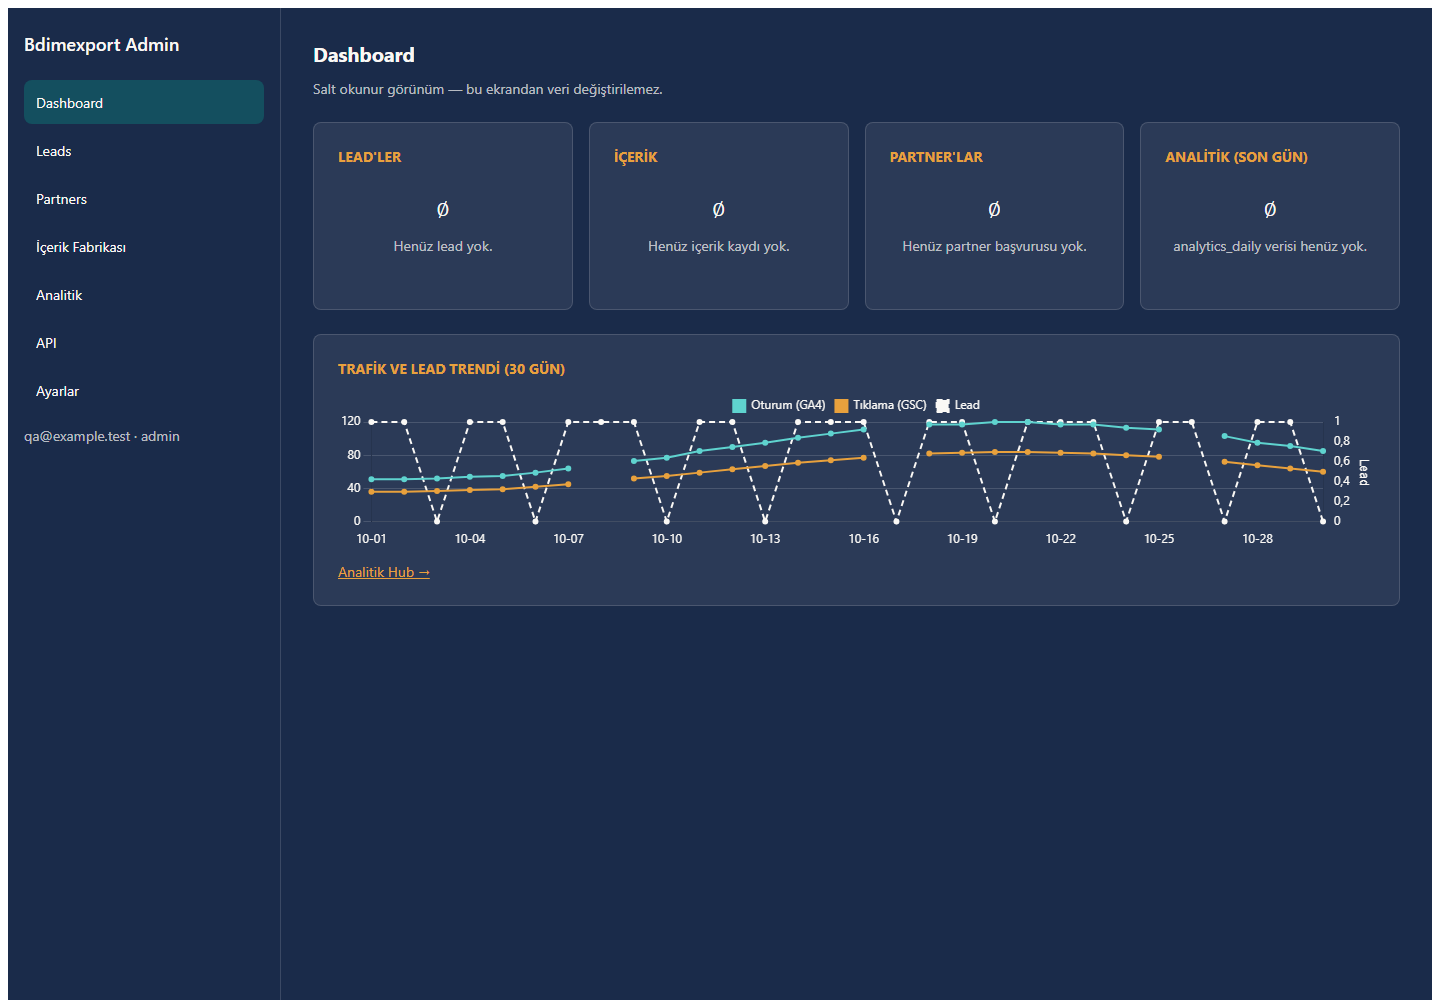 Bdimexport Admin
Dashboard
Leads
Partners
İçerik Fabrikası
Analitik
API
Ayarlar
qa@example.test · admin
Dashboard
Salt okunur görünüm — bu ekrandan veri değiştirilemez.
LEAD'LER
Ø
Henüz lead yok.
İÇERİK
Ø
Henüz içerik kaydı yok.
PARTNER'LAR
Ø
Henüz partner başvurusu yok.
ANALİTİK (SON GÜN)
Ø
analytics_daily verisi henüz yok.
TRAFİK VE LEAD TRENDİ (30 GÜN)
Oturum (GA4) Tıklama (GSC) Lead
120
80
40
0
1
0,8
0,6
0,4
0,2
0
Lead
10-01 10-04 10-07 10-10 10-13 10-16 10-19 10-22 10-25 10-28
Analitik Hub →